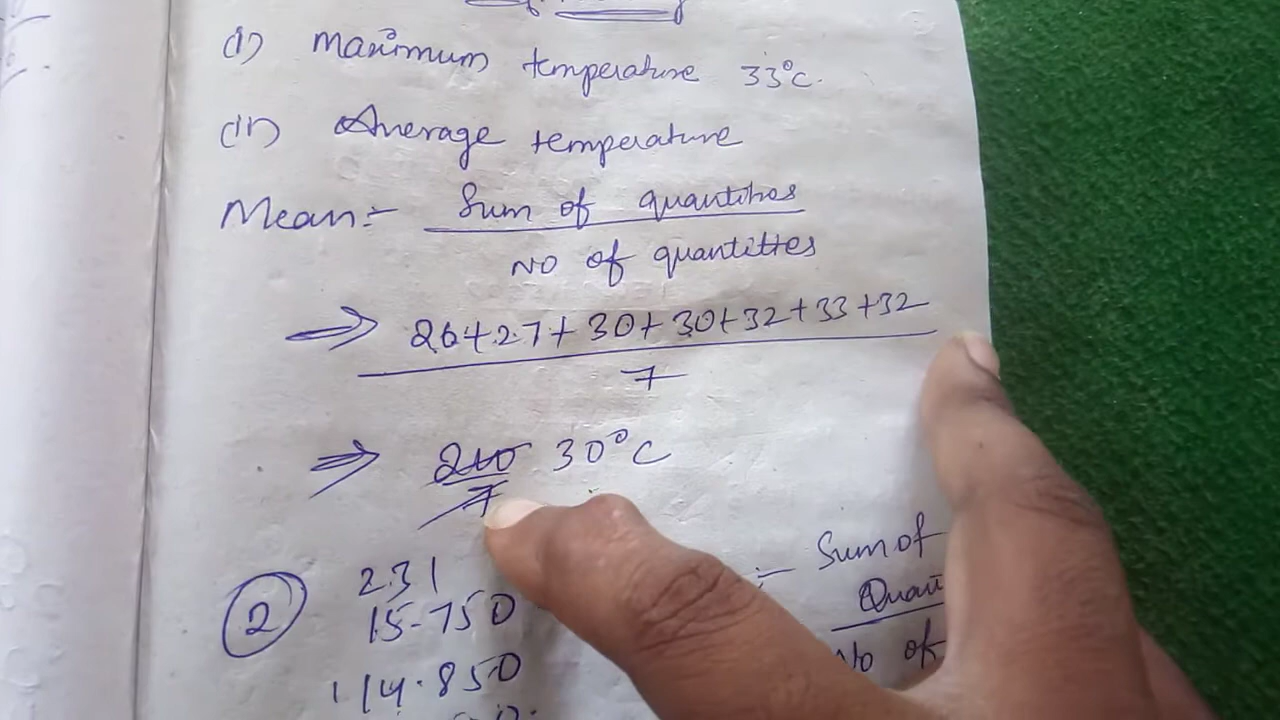 (i) Maximum temperature 33°C.
(ii) Average temperature
Mean:- Sum of quantities
No of quantities
⇒ 26+27+30+30+32+33+32
7
⇒ 210 30°C
7
2 231
15-750
:- Sum of
14.850
No of